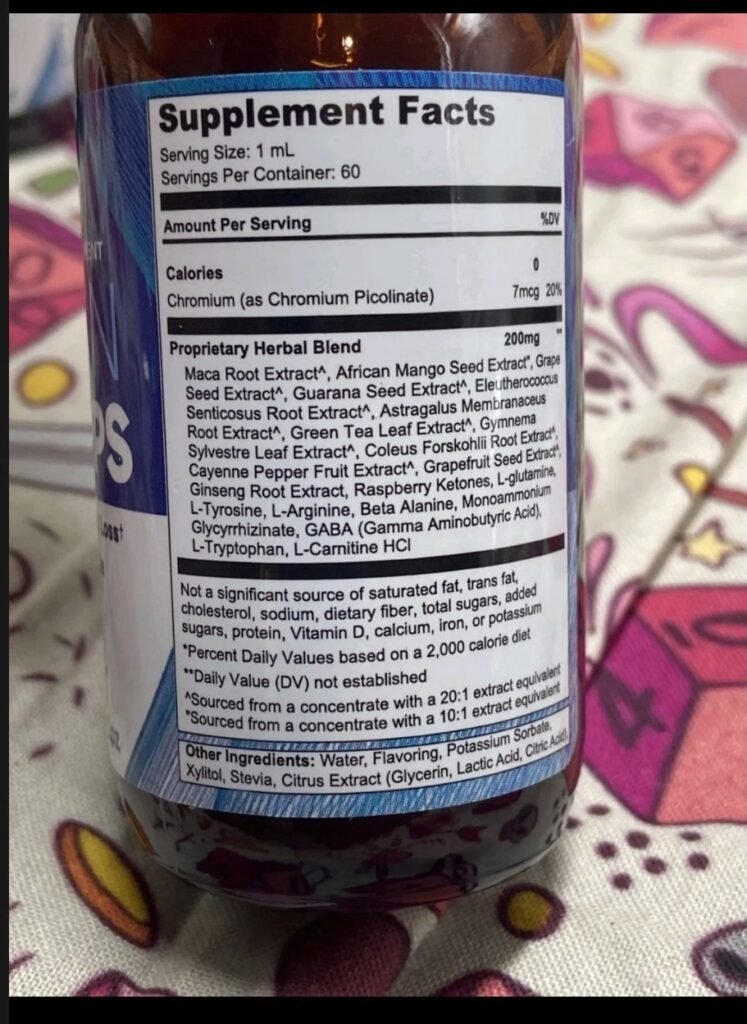 Supplement Facts
Serving Size: 1 mL
Servings Per Container: 60
Amount Per Serving %DV
Calories 0
Chromium (as Chromium Picolinate) 7mcg 20%
Proprietary Herbal Blend 200mg **
Maca Root Extract^, African Mango Seed Extract", Grape
Seed Extract^, Guarana Seed Extract^, Eleutherococcus
Senticosus Root Extract^, Astragalus Membranaceus
Root Extract^, Green Tea Leaf Extract^, Gymnema
Sylvestre Leaf Extract^, Coleus Forskohlii Root Extract^,
Cayenne Pepper Fruit Extract^, Grapefruit Seed Extract^,
Ginseng Root Extract, Raspberry Ketones, L-glutamine,
L-Tyrosine, L-Arginine, Beta Alanine, Monoammonium
Glycyrrhizinate, GABA (Gamma Aminobutyric Acid),
L-Tryptophan, L-Carnitine HCl
Not a significant source of saturated fat, trans fat,
cholesterol, sodium, dietary fiber, total sugars, added
sugars, protein, Vitamin D, calcium, iron, or potassium
*Percent Daily Values based on a 2,000 calorie diet
**Daily Value (DV) not established
^Sourced from a concentrate with a 20:1 extract equivalent
"Sourced from a concentrate with a 10:1 extract equivalent
Other Ingredients: Water, Flavoring, Potassium Sorbate,
Xylitol, Stevia, Citrus Extract (Glycerin, Lactic Acid, Citric Acid)
MENT
N
PS
Loss†
oz
4